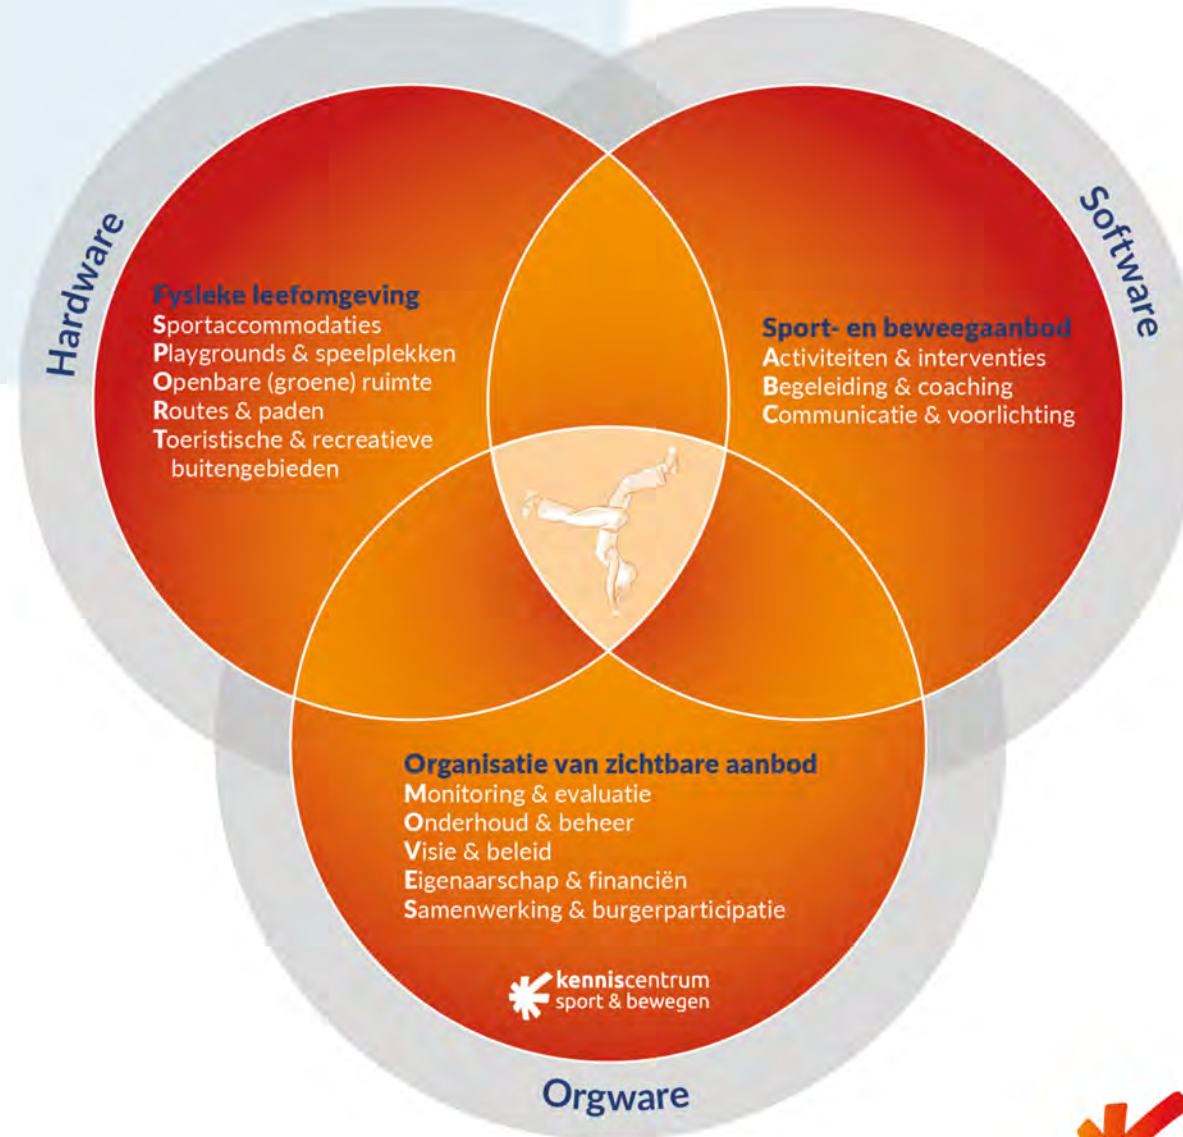 Hardware
Fysieke leefomgeving
Sportaccommodaties
Playgrounds & speelplekken
Openbare (groene) ruimte
Routes & paden
Toeristische & recreatieve
buitengebieden
Software
Sport- en beweegaanbod
Activiteiten & interventies
Begeleiding & coaching
Communicatie & voorlichting
Organisatie van zichtbare aanbod
Monitoring & evaluatie
Onderhoud & beheer
Visie & beleid
Eigenaarschap & financiën
Samenwerking & burgerparticipatie
kenniscentrum
sport & bewegen
Orgware